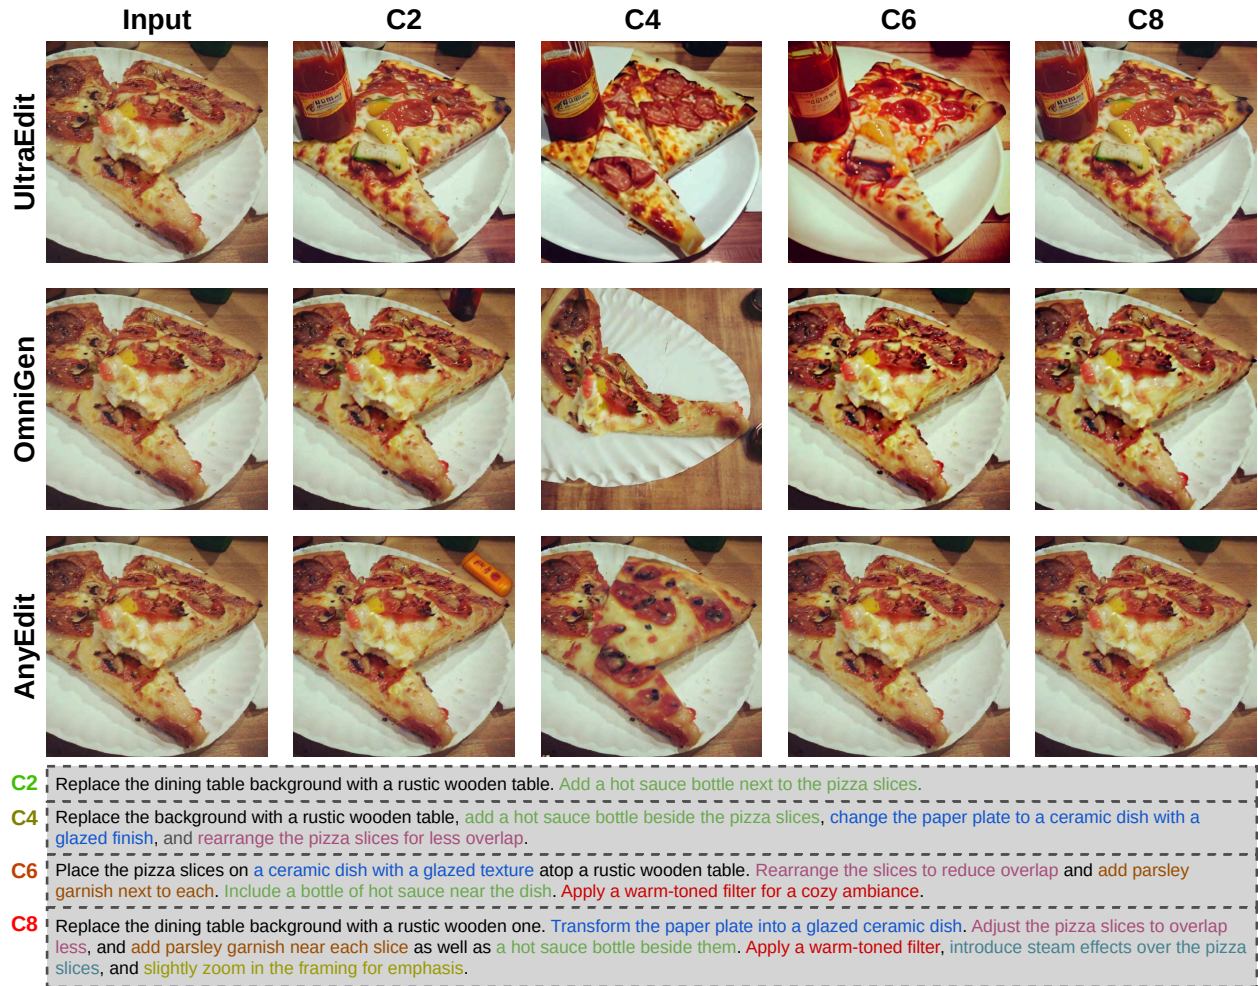 Input C2 C4 C6 C8
UltraEdit
OmniGen
AnyEdit
C2 Replace the dining table background with a rustic wooden table. Add a hot sauce bottle next to the pizza slices.
C4 Replace the background with a rustic wooden table, add a hot sauce bottle beside the pizza slices, change the paper plate to a ceramic dish with a
glazed finish, and rearrange the pizza slices for less overlap.
C6 Place the pizza slices on a ceramic dish with a glazed texture atop a rustic wooden table. Rearrange the slices to reduce overlap and add parsley
garnish next to each. Include a bottle of hot sauce near the dish. Apply a warm-toned filter for a cozy ambiance.
C8 Replace the dining table background with a rustic wooden one. Transform the paper plate into a glazed ceramic dish. Adjust the pizza slices to overlap
less, and add parsley garnish near each slice as well as a hot sauce bottle beside them. Apply a warm-toned filter, introduce steam effects over the pizza
slices, and slightly zoom in the framing for emphasis.